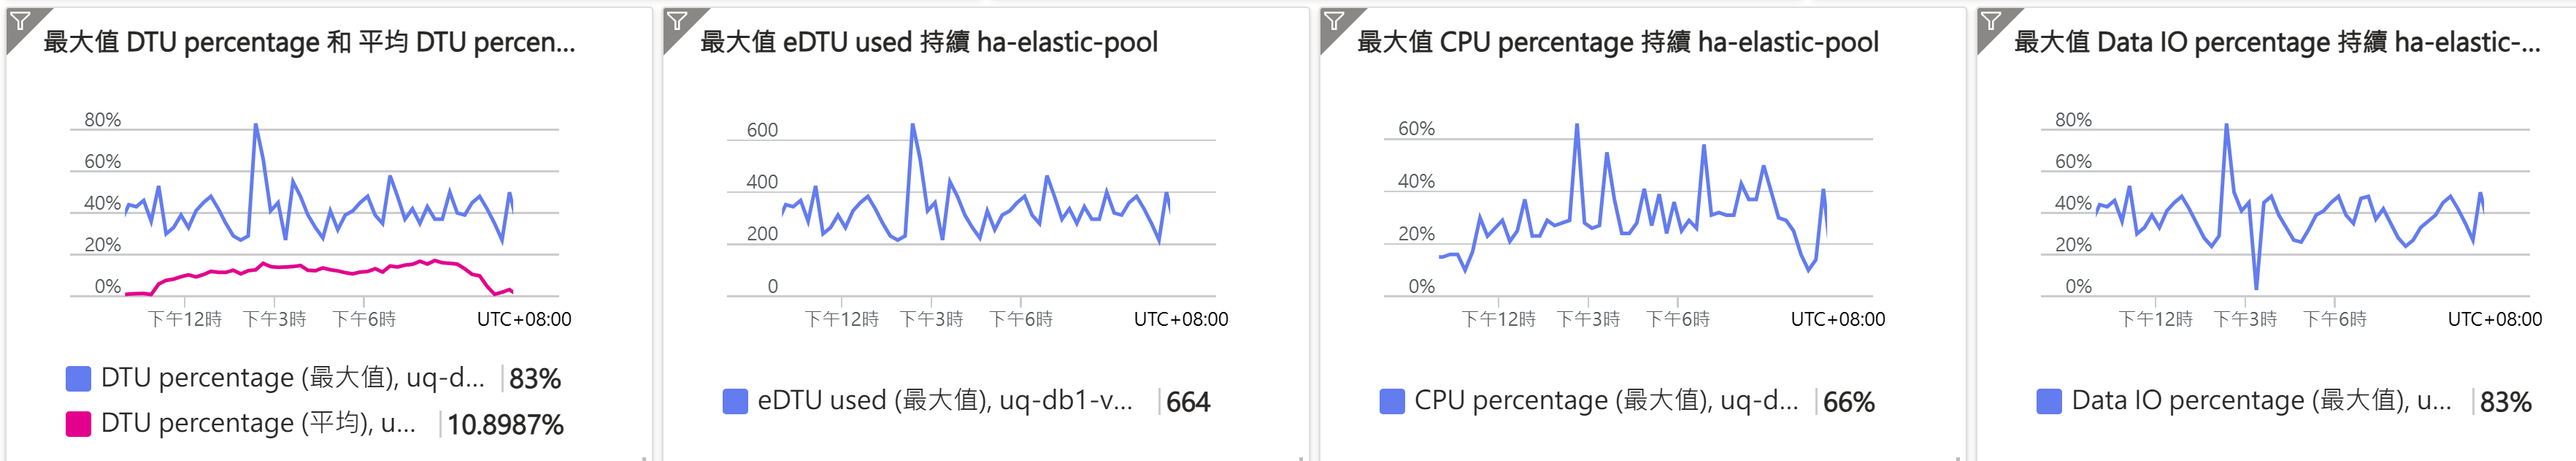 最大值 DTU percentage 和 平均 DTU percen...
80%
60%
40%
20%
0%
下午12時 下午3時 下午6時 UTC+08:00
DTU percentage (最大值), uq-d... 83%
DTU percentage (平均), u... 10.8987%
最大值 eDTU used 持續 ha-elastic-pool
600
400
200
0
下午12時 下午3時 下午6時 UTC+08:00
eDTU used (最大值), uq-db1-v... 664
最大值 CPU percentage 持續 ha-elastic-pool
60%
40%
20%
0%
下午12時 下午3時 下午6時 UTC+08:00
CPU percentage (最大值), uq-d... 66%
最大值 Data IO percentage 持續 ha-elastic-...
80%
60%
40%
20%
0%
下午12時 下午3時 下午6時 UTC+08:00
Data IO percentage (最大值), u... 83%